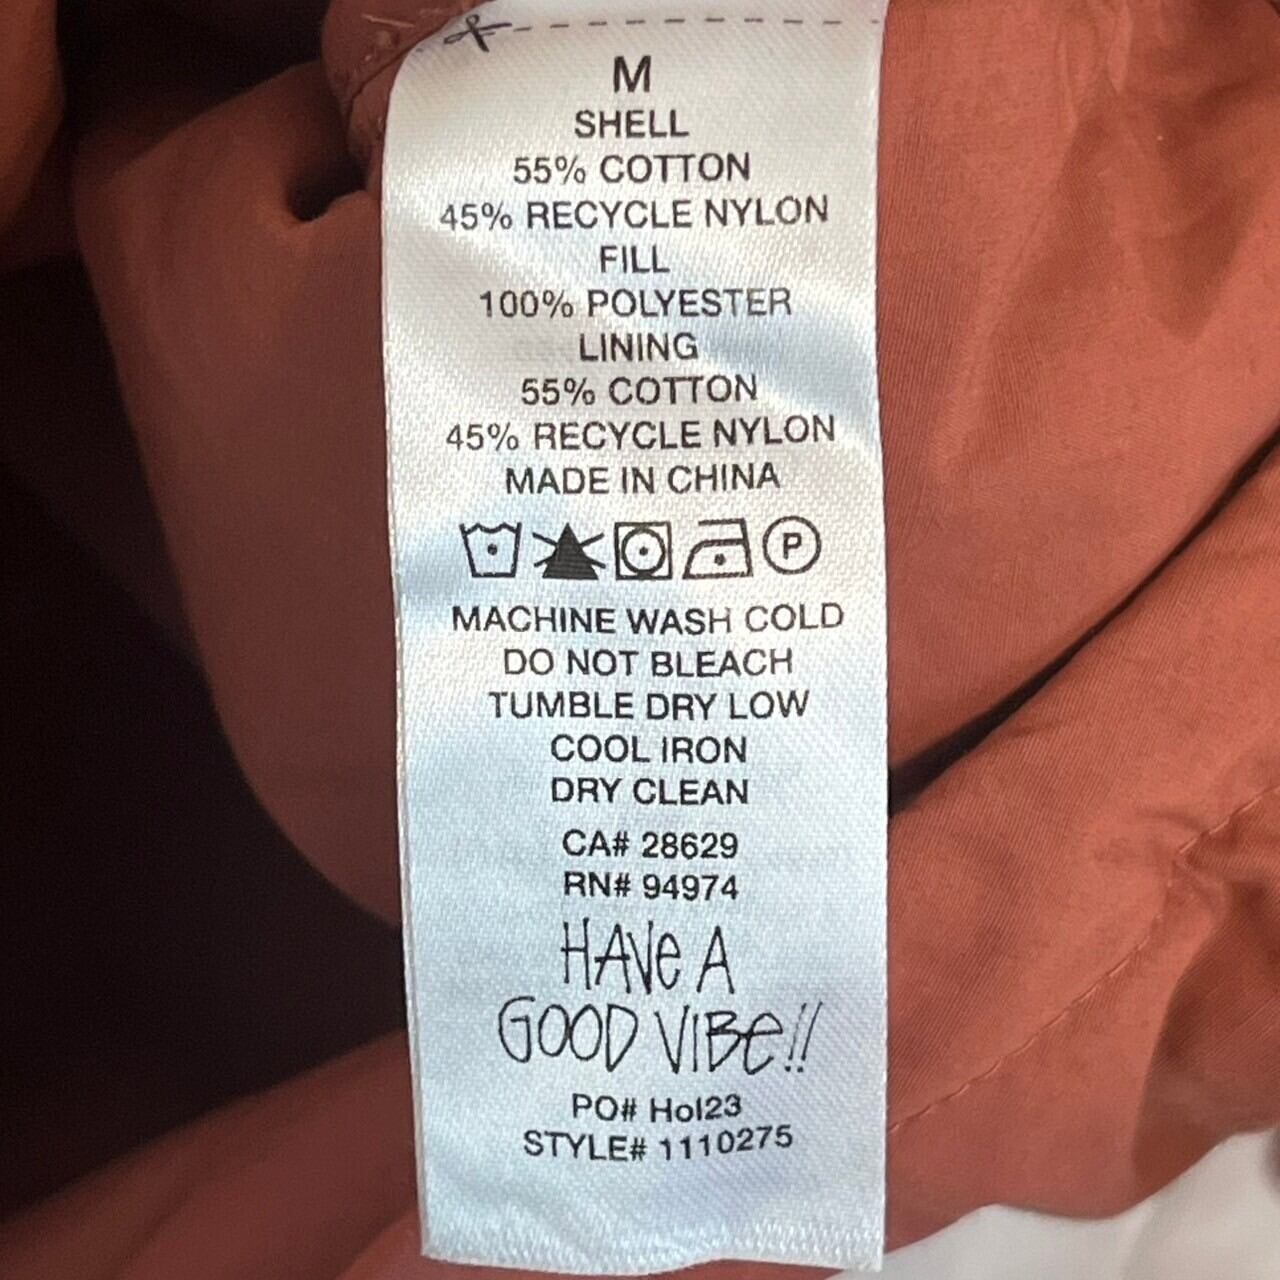 M
SHELL
55% COTTON
45% RECYCLE NYLON
FILL
100% POLYESTER
LINING
55% COTTON
45% RECYCLE NYLON
MADE IN CHINA
P
MACHINE WASH COLD
DO NOT BLEACH
TUMBLE DRY LOW
COOL IRON
DRY CLEAN
CA# 28629
RN# 94974
HAVe A
GOOD VIBe!!
PO# Hol23
STYLE# 1110275